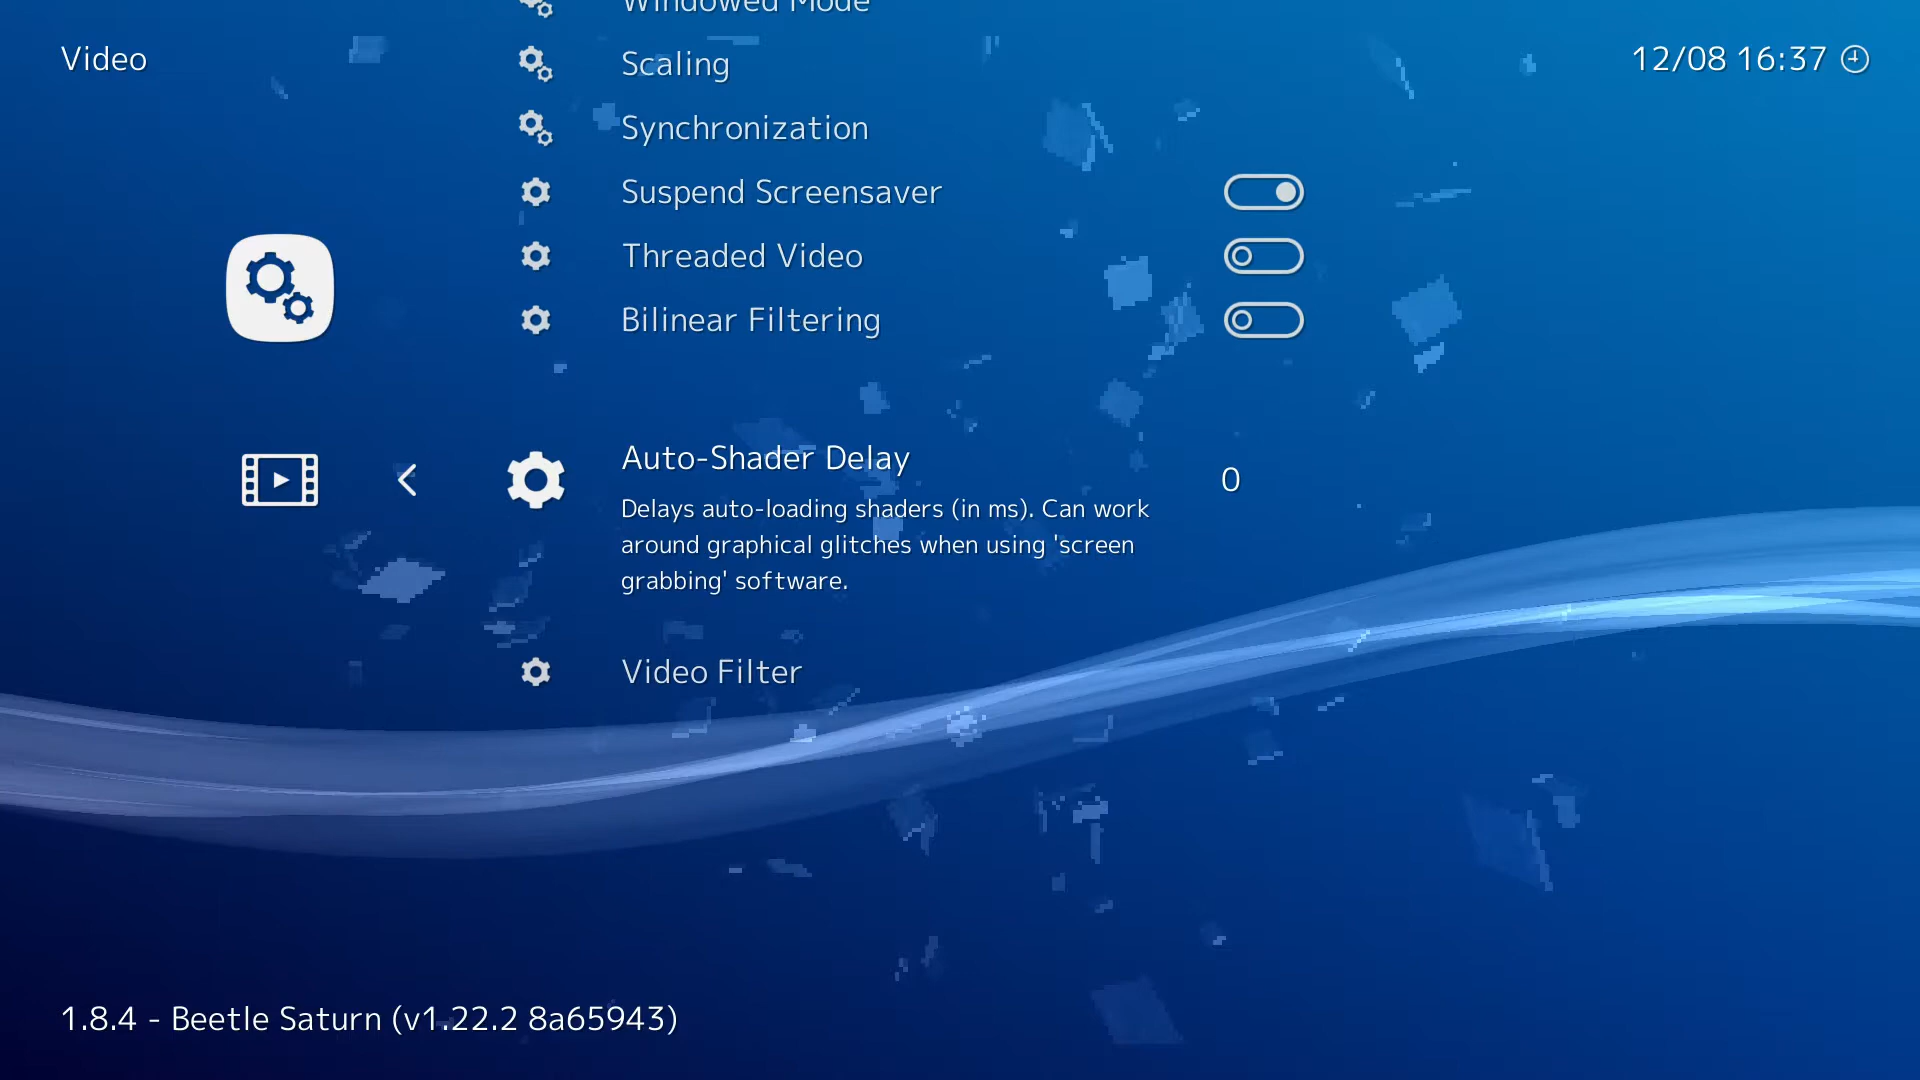 Windowed Mode
Video
Scaling
12/08 16:37
Synchronization
Suspend Screensaver
Threaded Video
Bilinear Filtering
Auto-Shader Delay
0
Delays auto-loading shaders (in ms). Can work
around graphical glitches when using 'screen
grabbing' software.
Video Filter
1.8.4 - Beetle Saturn (v1.22.2 8a65943)